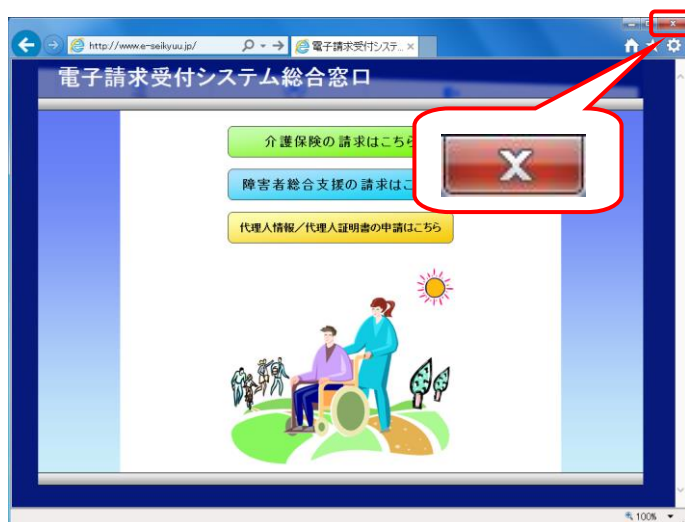 http://www.e-seikyuu.jp/
電子請求受付システ...
電子請求受付システム総合窓口
介護保険の請求はこちら
障害者総合支援の請求はこ
代理人情報/代理人証明書の申請はこちら
100%